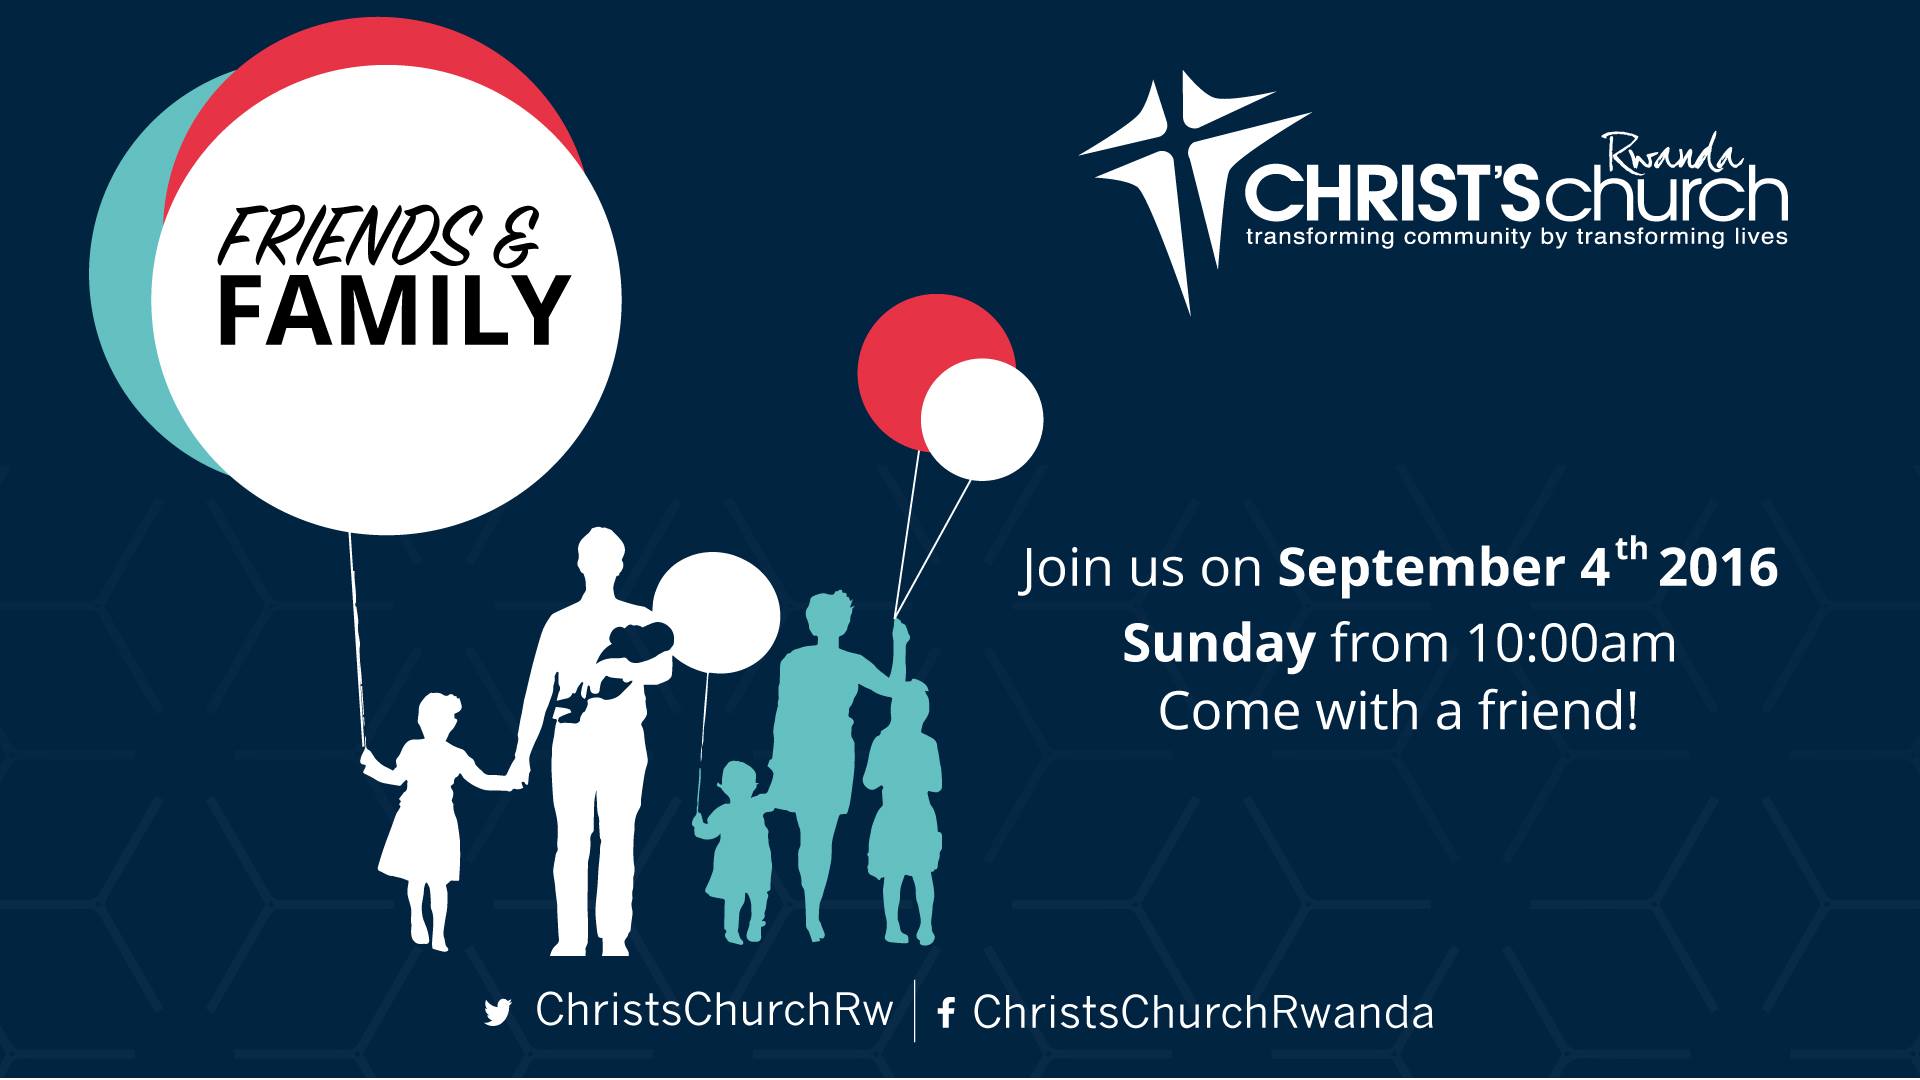 FRIENDS &
FAMILY
Rwanda
CHRIST'S church
transforming community by transforming lives
Join us on September 4th 2016
Sunday from 10:00am
Come with a friend!
ChristsChurchRw
ChristsChurchRwanda